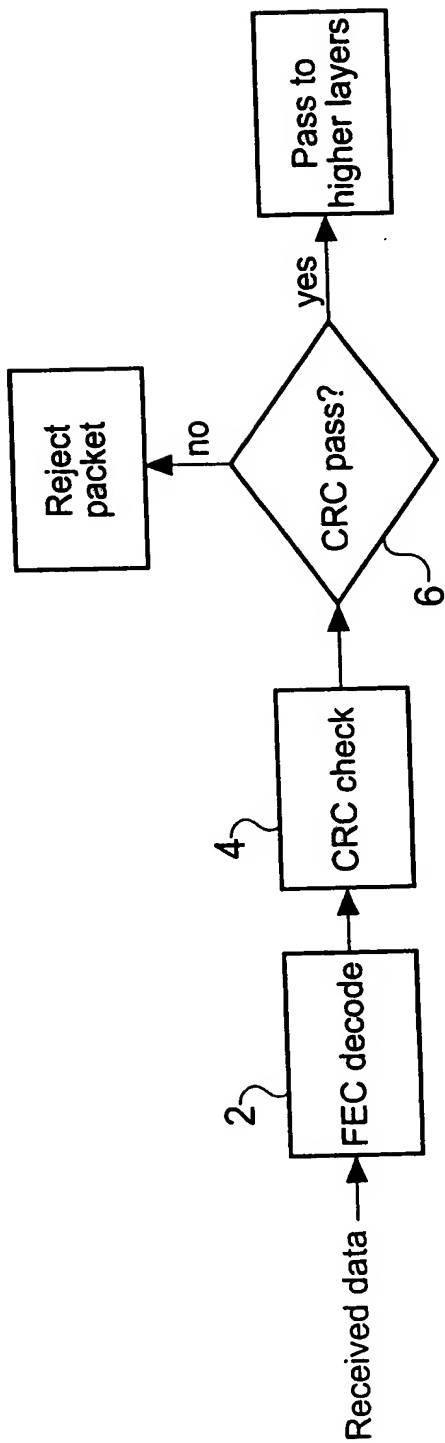 Received data
2
FEC decode
4
CRC check
6
CRC pass?
no
Reject
packet
yes
Pass to
higher layers